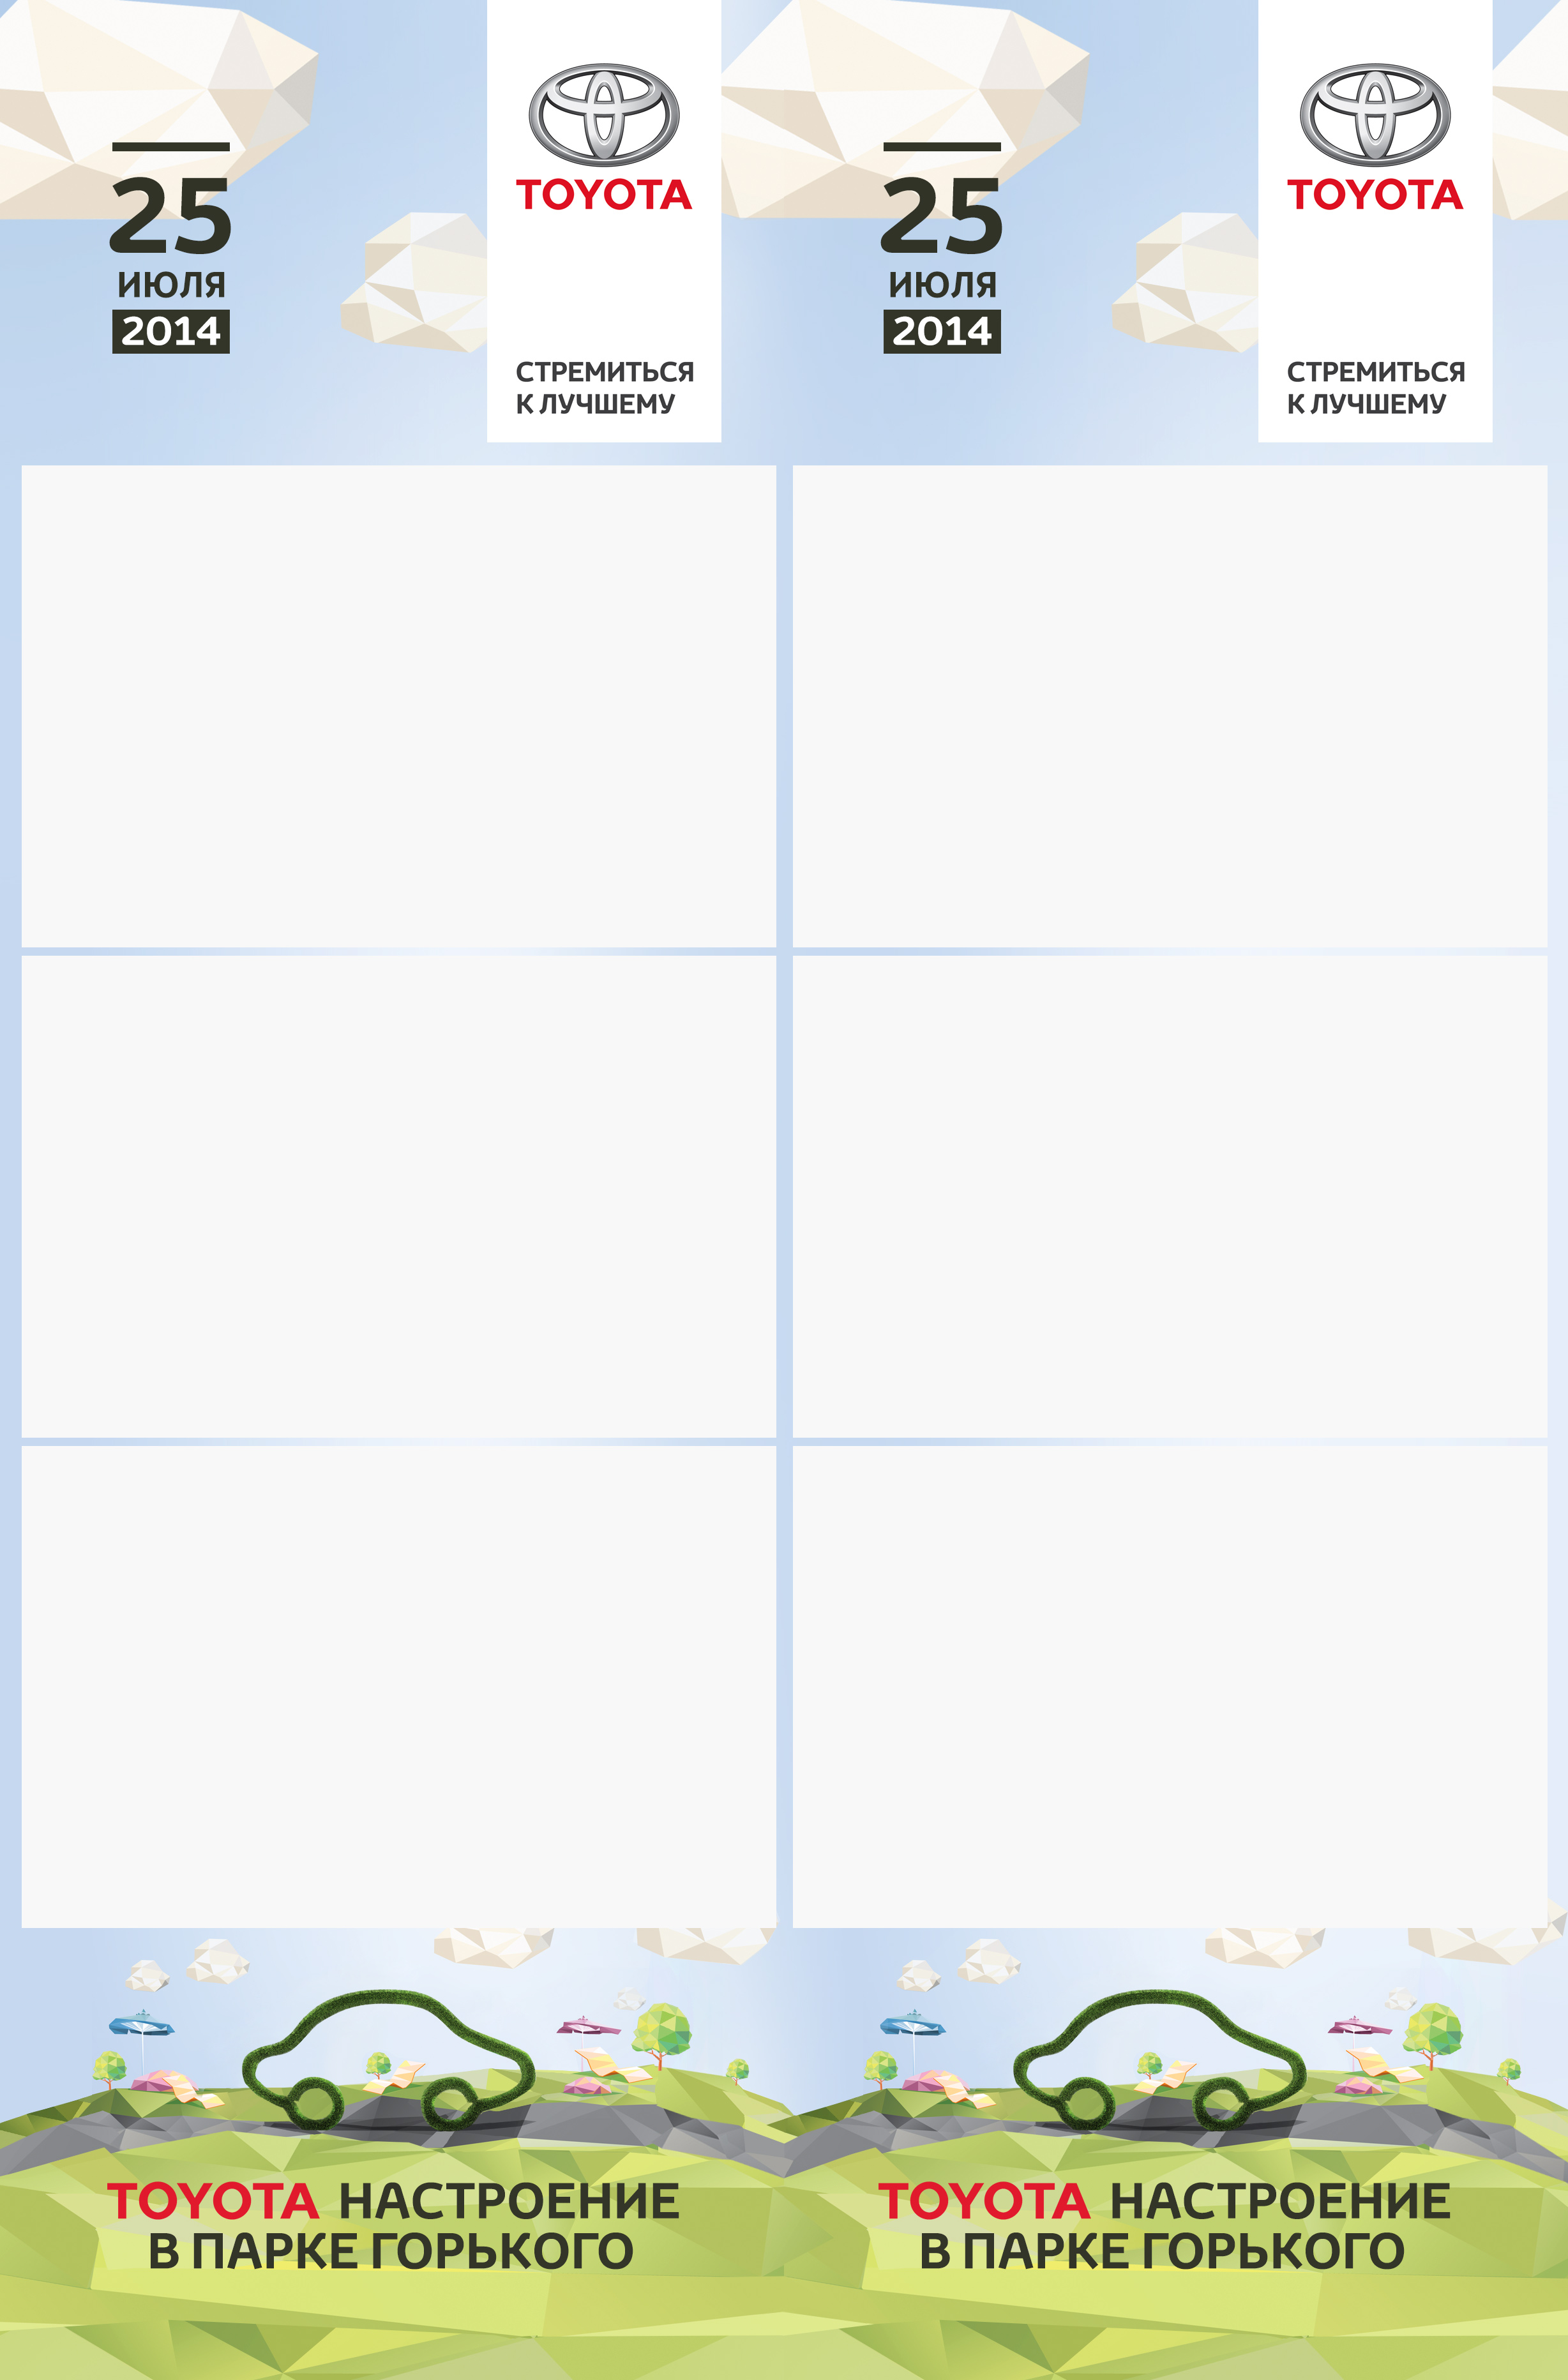 25
ИЮЛЯ
2014
TOYOTA
СТРЕМИТЬСЯ
К ЛУЧШЕМУ
25
ИЮЛЯ
2014
TOYOTA
СТРЕМИТЬСЯ
К ЛУЧШЕМУ
TOYOTA НАСТРОЕНИЕ
В ПАРКЕ ГОРЬКОГО
TOYOTA НАСТРОЕНИЕ
В ПАРКЕ ГОРЬКОГО